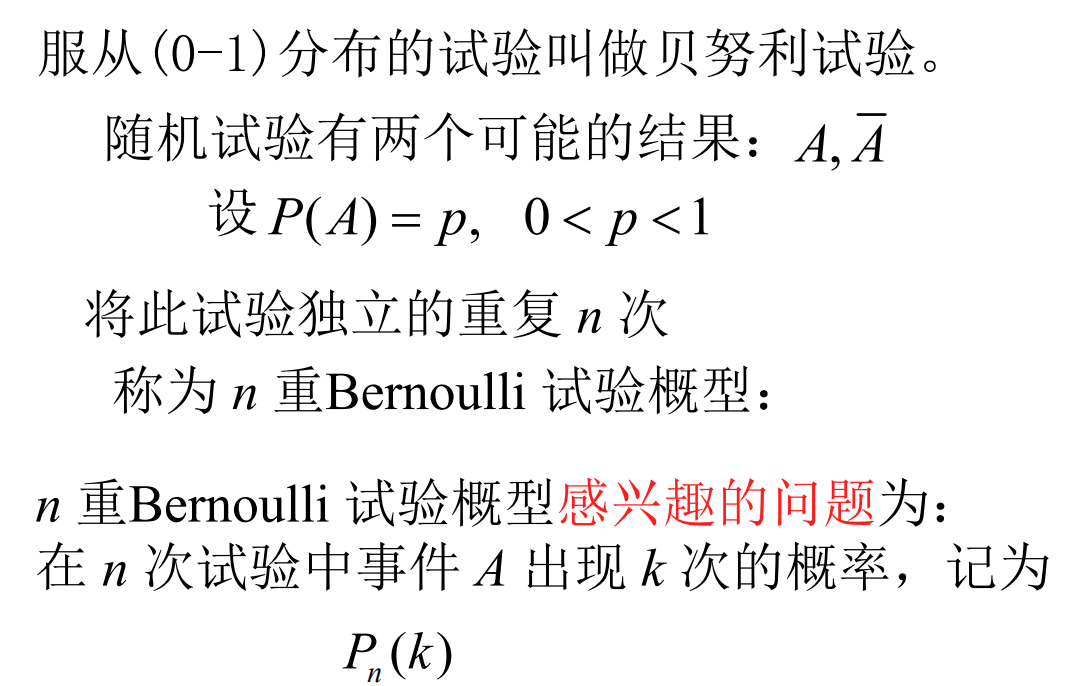 服从(0-1)分布的试验叫做贝努利试验。
随机试验有两个可能的结果：A, A̅
设 P(A) = p, 0 < p < 1
将此试验独立的重复 n 次
称为 n 重Bernoulli 试验概型：
n 重Bernoulli 试验概型感兴趣的问题为：
在 n 次试验中事件 A 出现 k 次的概率，记为
Pₙ(k)